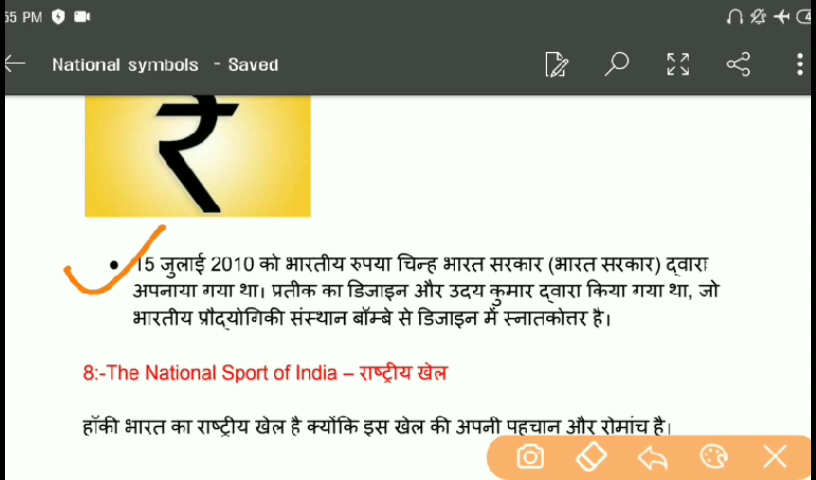 55 PM
National symbols - Saved
₹
15 जुलाई 2010 को भारतीय रुपया चिन्ह भारत सरकार (भारत सरकार) द्वारा
अपनाया गया था। प्रतीक का डिजाइन और उदय कुमार द्वारा किया गया था, जो
भारतीय प्रौद्योगिकी संस्थान बॉम्बे से डिजाइन में स्नातकोत्तर है।
8:-The National Sport of India – राष्ट्रीय खेल
हॉकी भारत का राष्ट्रीय खेल है क्योंकि इस खेल की अपनी पहचान और रोमांच है।